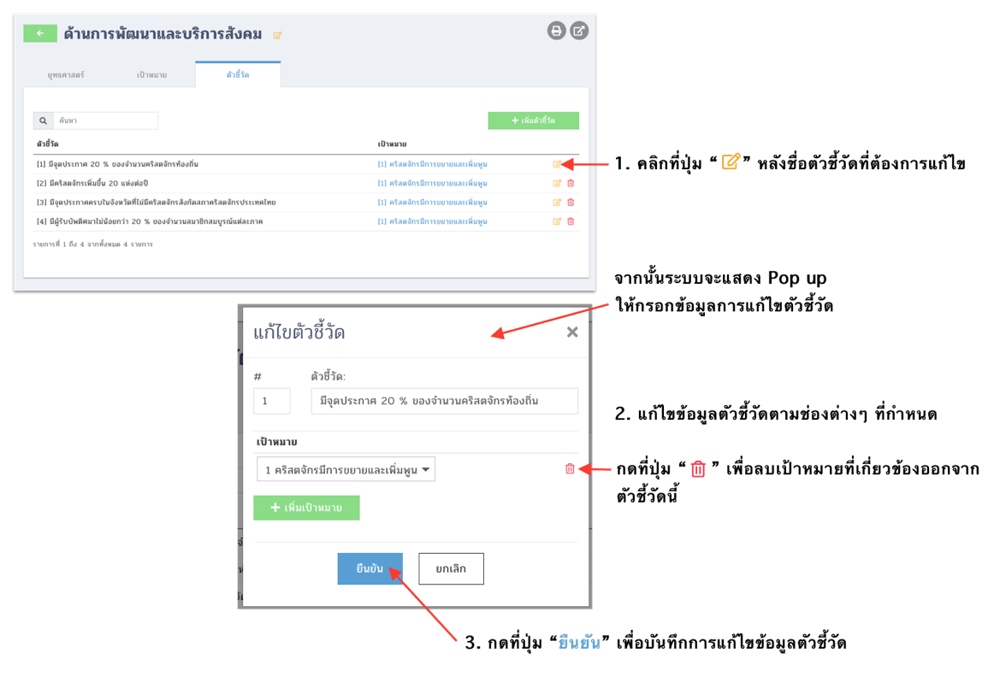 ด้านการพัฒนาและบริการสังคม
ยุทธศาสตร์ เป้าหมาย ตัวชี้วัด
ค้นหา + เพิ่มตัวชี้วัด
ตัวชี้วัด เป้าหมาย
[1] มีจุดประกาศ 20 % ของจำนวนคริสตจักรท้องถิ่น [1] คริสตจักรมีการขยายและเพิ่มพูน
[2] มีคริสตจักรเพิ่มขึ้น 20 แห่งต่อปี [1] คริสตจักรมีการขยายและเพิ่มพูน
[3] มีจุดประกาศครบในจังหวัดที่ไม่มีคริสตจักรสังกัดสภาคริสตจักรประเทศไทย [1] คริสตจักรมีการขยายและเพิ่มพูน
[4] มีผู้รับบัพติศมาไม่น้อยกว่า 20 % ของจำนวนสมาชิกสมบูรณ์แต่ละภาค [1] คริสตจักรมีการขยายและเพิ่มพูน
รายการที่ 1 ถึง 4 จากทั้งหมด 4 รายการ
1. คลิกที่ปุ่ม “ ” หลังชื่อตัวชี้วัดที่ต้องการแก้ไข
จากนั้นระบบจะแสดง Pop up
ให้กรอกข้อมูลการแก้ไขตัวชี้วัด
แก้ไขตัวชี้วัด ×
# ตัวชี้วัด:
1 มีจุดประกาศ 20 % ของจำนวนคริสตจักรท้องถิ่น
2. แก้ไขข้อมูลตัวชี้วัดตามช่องต่างๆ ที่กำหนด
เป้าหมาย
1 คริสตจักรมีการขยายและเพิ่มพูน
กดที่ปุ่ม “ ” เพื่อลบเป้าหมายที่เกี่ยวข้องออกจาก
ตัวชี้วัดนี้
+ เพิ่มเป้าหมาย
ยืนยัน ยกเลิก
3. กดที่ปุ่ม “ยืนยัน” เพื่อบันทึกการแก้ไขข้อมูลตัวชี้วัด